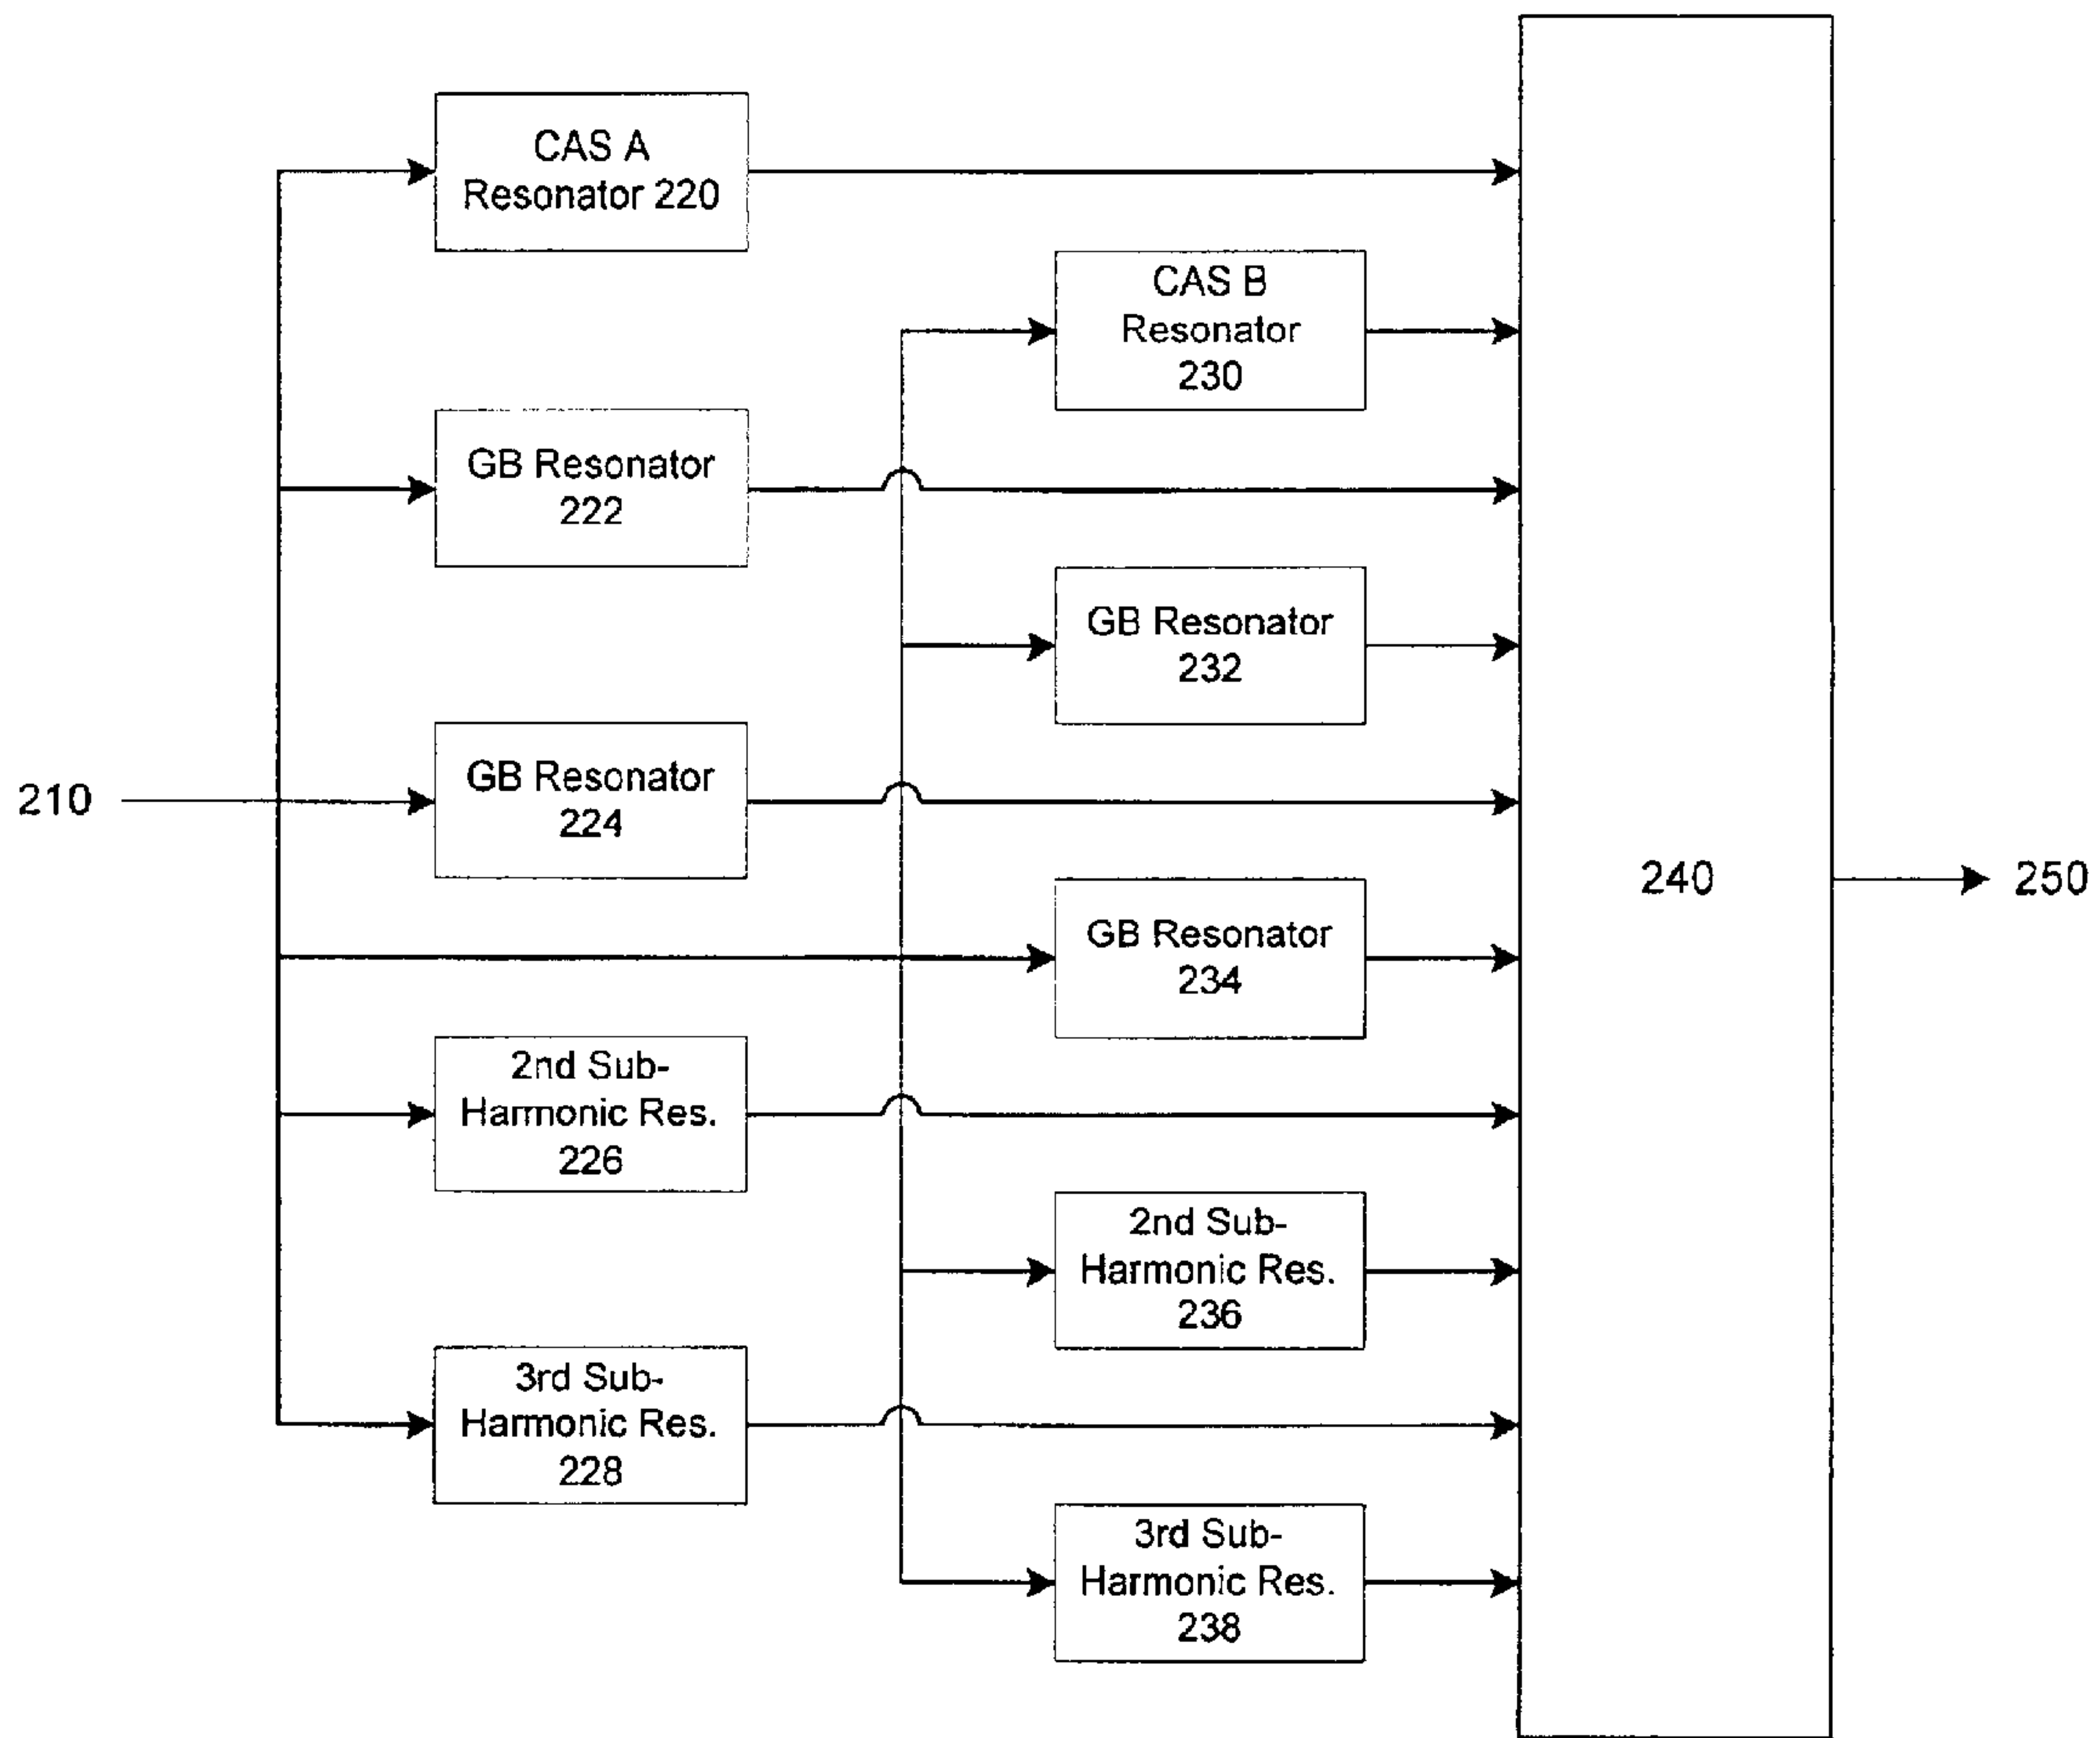 CAS A
Resonator 220
CAS B
Resonator
230
GB Resonator
222
GB Resonator
232
GB Resonator
224
210
240
250
GB Resonator
234
2nd Sub-
Harmonic Res.
226
2nd Sub-
Harmonic Res.
236
3rd Sub-
Harmonic Res.
228
3rd Sub-
Harmonic Res.
238